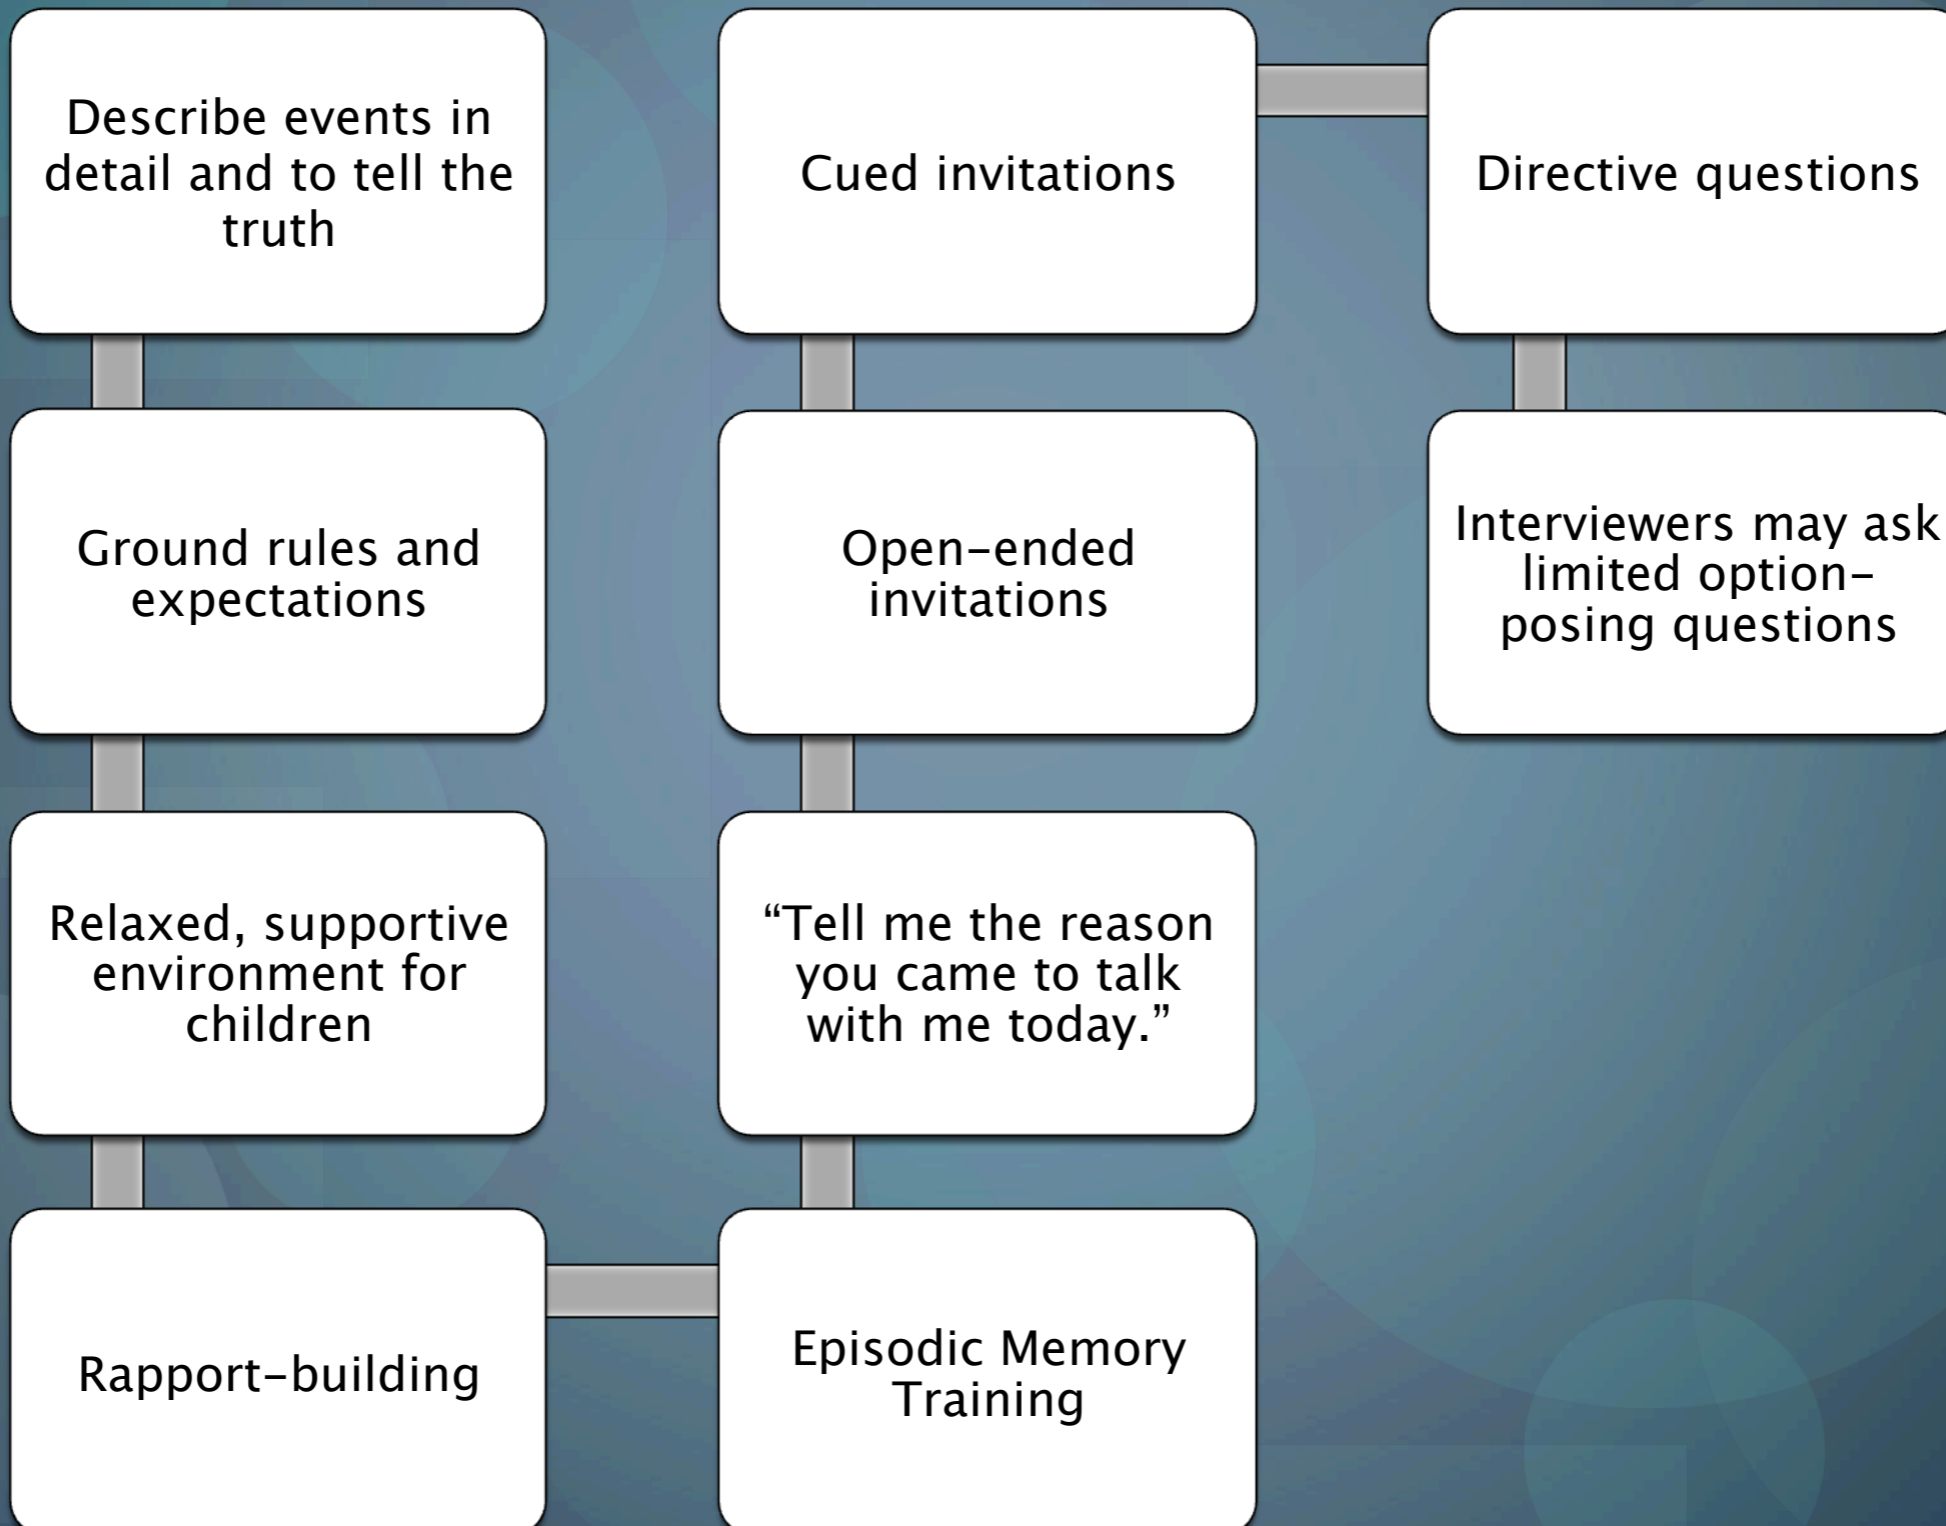 Describe events in
detail and to tell the
truth
Ground rules and
expectations
Relaxed, supportive
environment for
children
Rapport–building
Episodic Memory
Training
“Tell me the reason
you came to talk
with me today.”
Open–ended
invitations
Cued invitations
Directive questions
Interviewers may ask
limited option–
posing questions